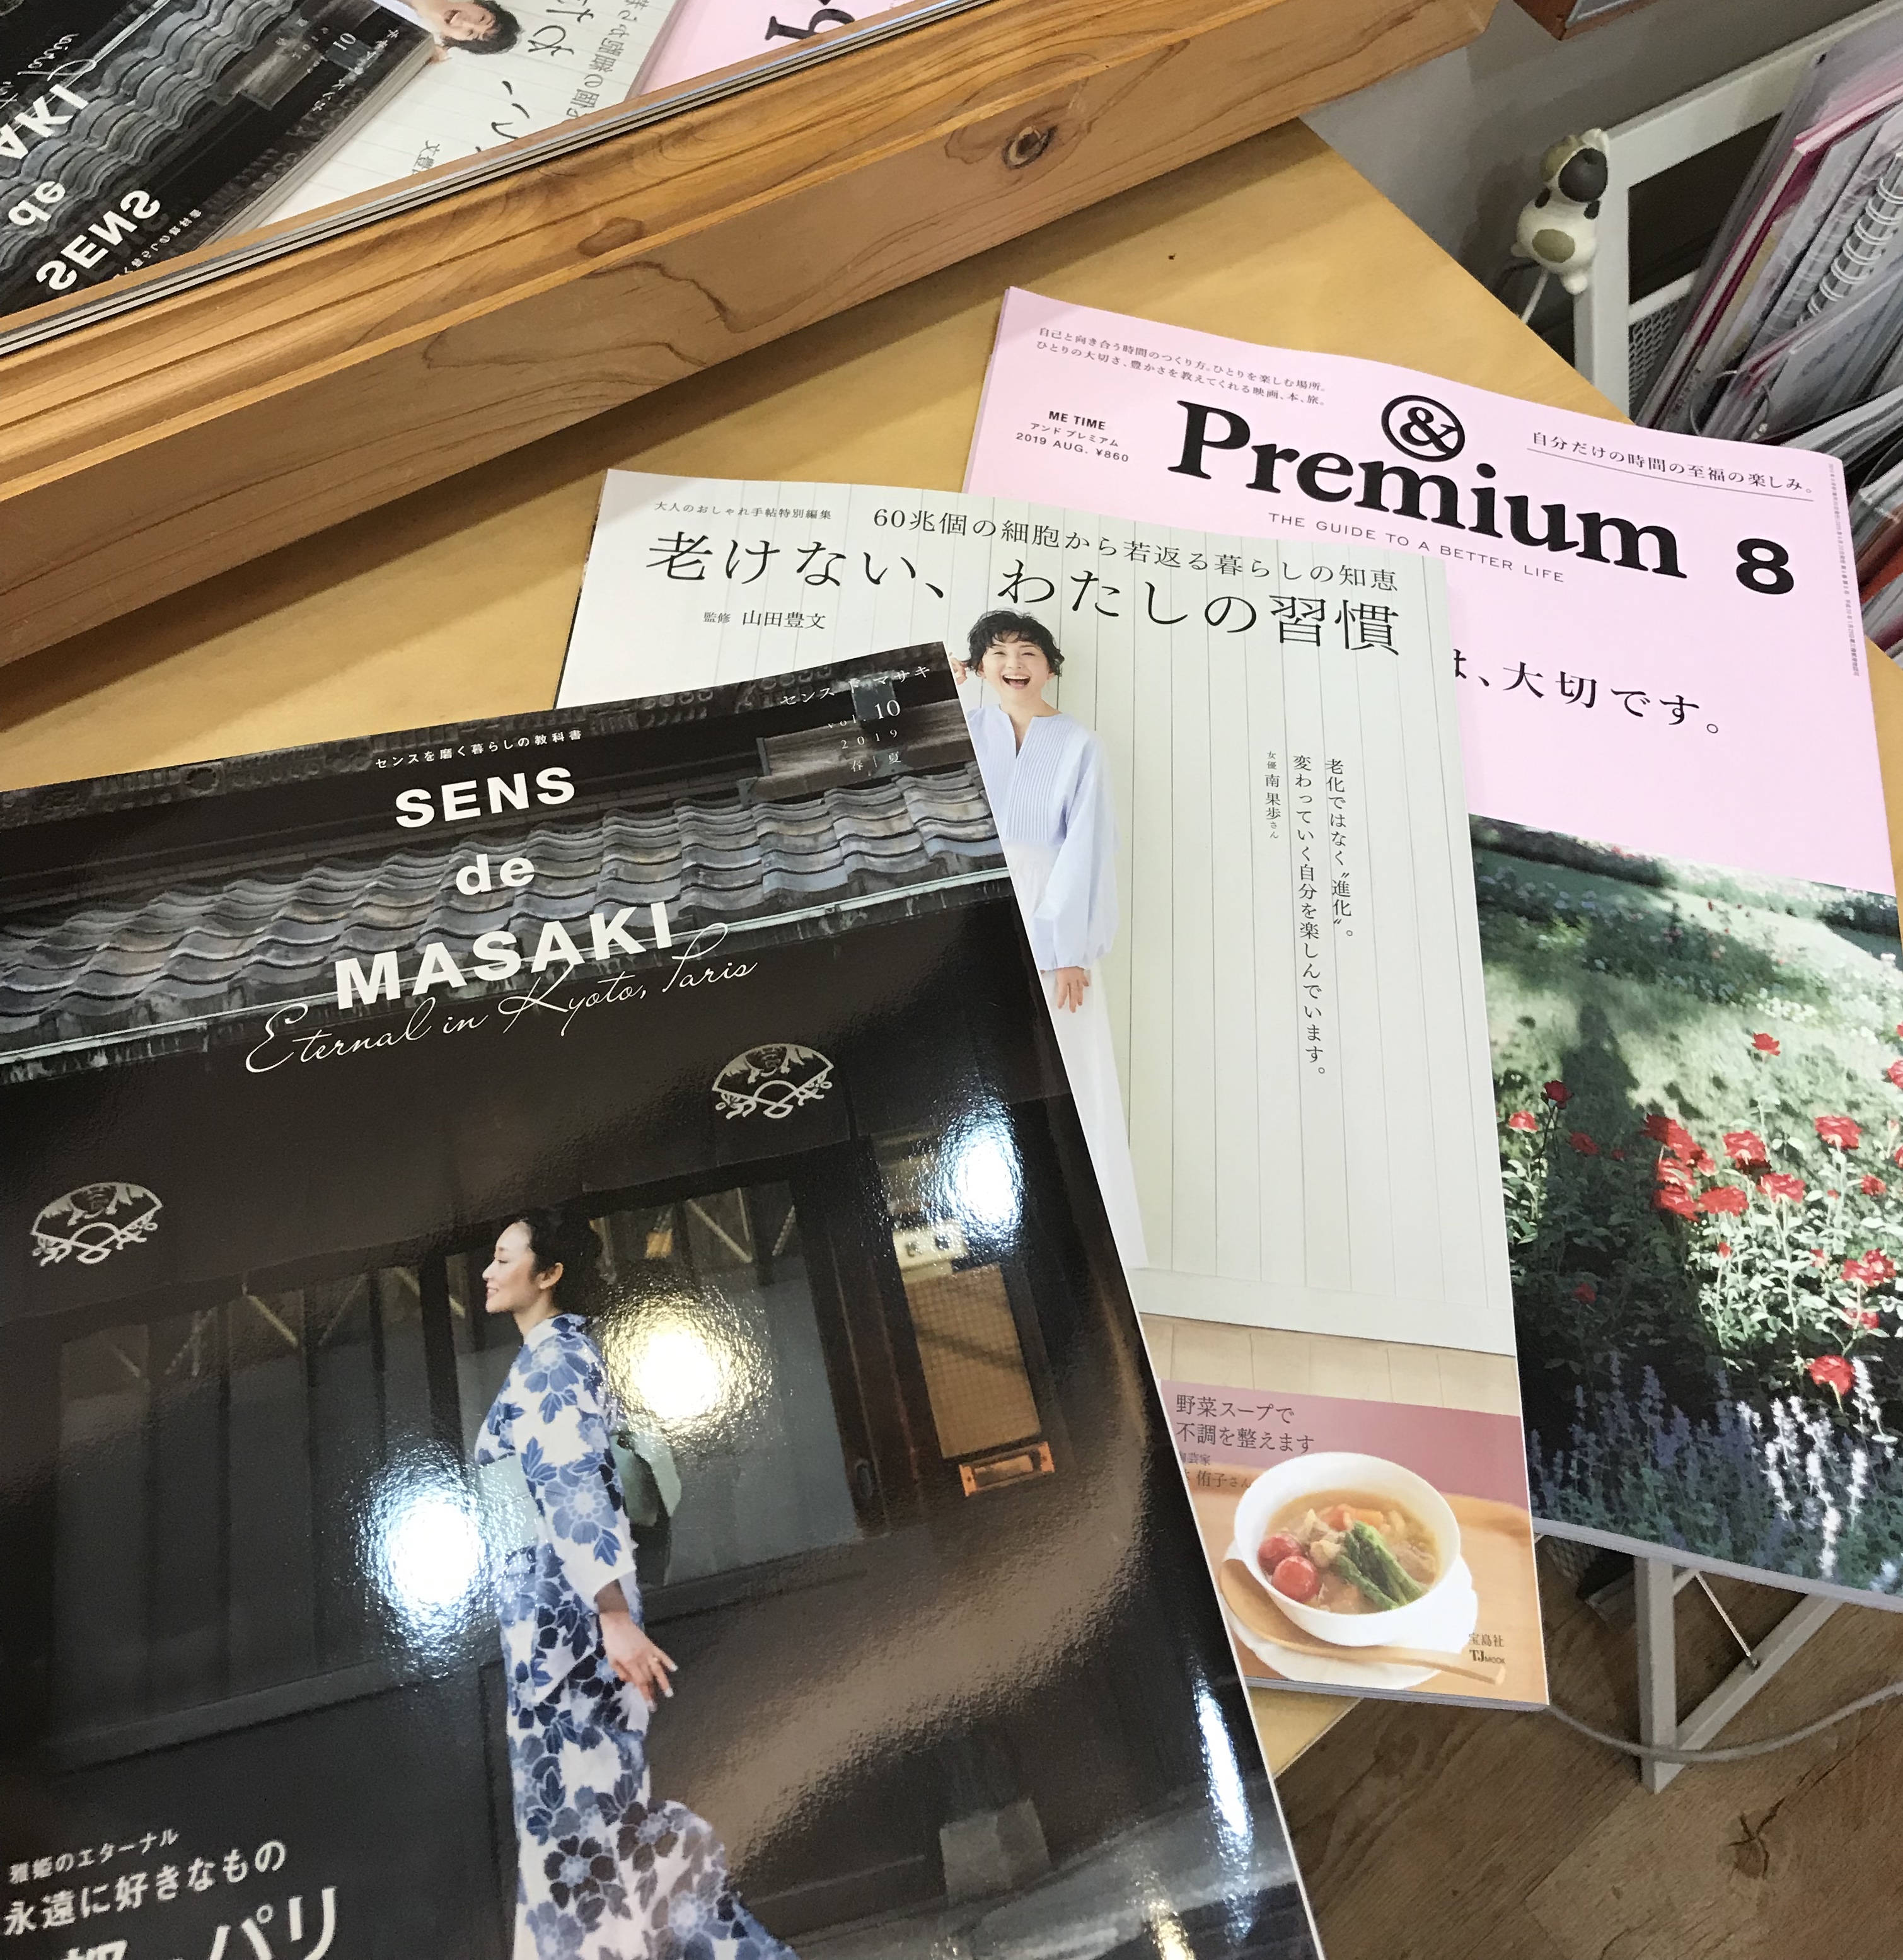 自己と向き合う時間のつくり方。ひとりを楽しむ場所。
ひとりの大切さ、豊かさを教えてくれる映画、本、旅。
ME TIME
アンド プレミアム
2019 AUG. ¥860
&
Premium
8
自分だけの時間の至福の楽しみ。
THE GUIDE TO A BETTER LIFE
、大切です。
大人のおしゃれ手帖特別編集
60兆個の細胞から若返る暮らしの知恵
老けない、わたしの習慣
監修 山田豊文
老化ではなく〝進化〟。
変わっていく自分を楽しんでいます。
女優 南 果歩さん
野菜スープで
不調を整えます
侑子さん
宝島社
TJ MOOK
センスを磨く暮らしの教科書
センス マサキ
vol.10
2019
春|夏
SENS
de
MASAKI
Eternal in Kyoto, Paris
雅姫のエターナル
永遠に好きなもの
パリ